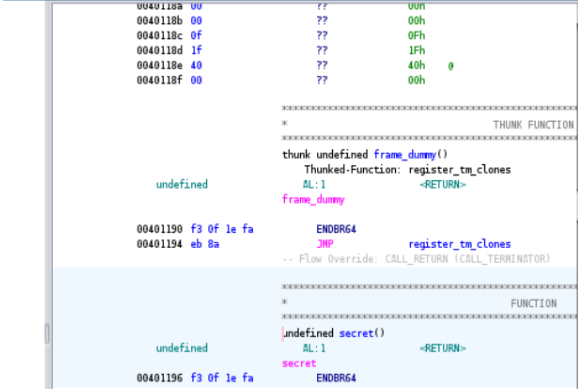 0040118a 00 ?? 00h
0040118b 00 ?? 00h
0040118c 0f ?? 0Fh
0040118d 1f ?? 1Fh
0040118e 40 ?? 40h @
0040118f 00 ?? 00h
************************************************
* THUNK FUNCTION
************************************************
thunk undefined frame_dummy()
Thunked-Function: register_tm_clones
undefined AL:1 <RETURN>
frame_dummy
00401190 f3 0f 1e fa ENDBR64
00401194 eb 8a JMP register_tm_clones
-- Flow Override: CALL_RETURN (CALL_TERMINATOR)
************************************************
* FUNCTION
************************************************
undefined secret()
undefined AL:1 <RETURN>
secret
00401196 f3 0f 1e fa ENDBR64